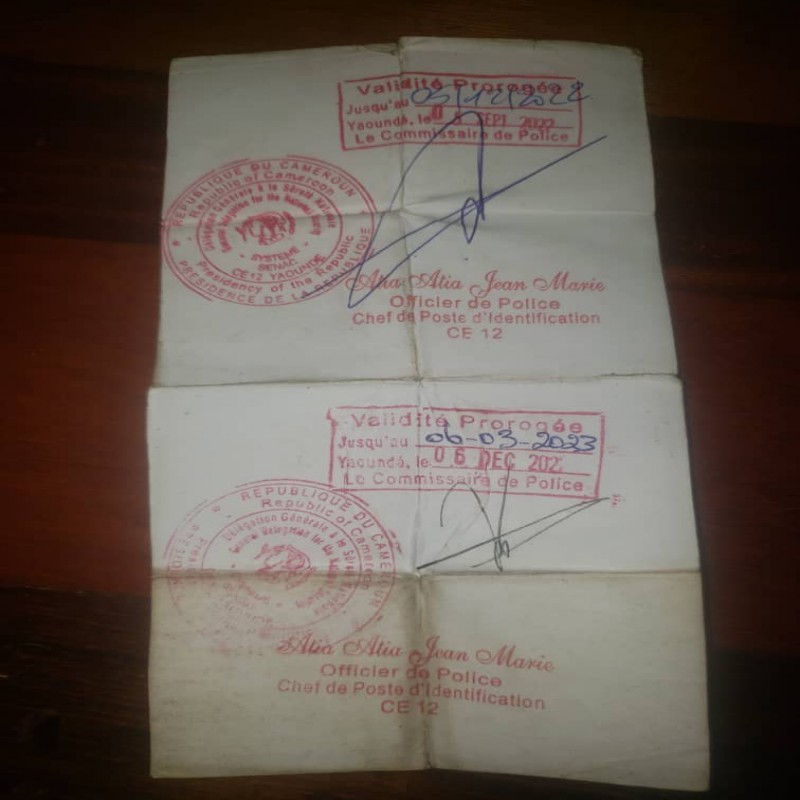 Validité Prorogée
Jusqu'au 05/12/2022
Yaoundé, le 0 5 SEPT 2022
Le Commissaire de Police
REPUBLIQUE DU CAMEROUN
Republic of Cameroon
Délégation Générale à la Sûreté Nationale
General Delegation for the National Security
- SYSTEME -
SENAC
CE12 YAOUNDE
Presidency of the Republic
PRESIDENCE DE LA REPUBLIQUE
Atia Atia Jean Marie
Officier de Police
Chef de Poste d'Identification
CE 12
Validité Prorogée
Jusqu'au 06-03-2023
Yaoundé, le 0 6 DEC 202
Le Commissaire de Police
REPUBLIQUE DU CAMEROUN
Republic of Cameroon
Délégation Générale à la Sûreté
General Delegation for the National
Atia Atia Jean Marie
Officier de Police
Chef de Poste d'Identification
CE 12